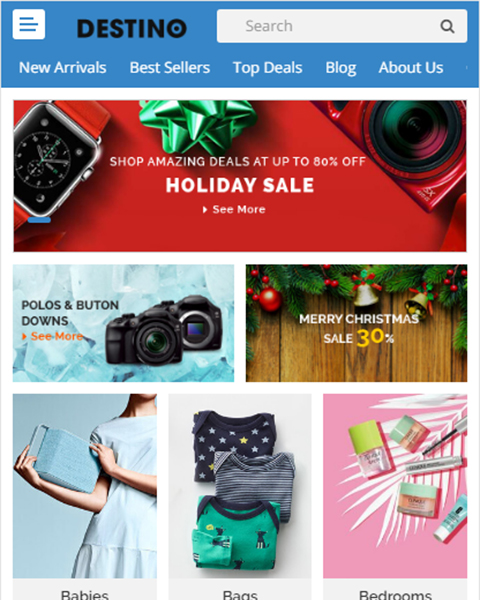 DESTINO
Search
New Arrivals Best Sellers Top Deals Blog About Us
SHOP AMAZING DEALS AT UP TO 80% OFF
HOLIDAY SALE
See More
POLOS & BUTON
DOWNS
See More
MERRY CHRISTMAS
SALE 30%
Babies Bags Bedrooms